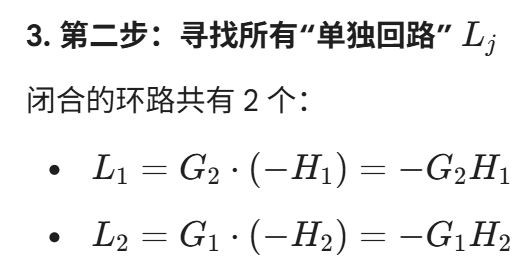 3. 第二步：寻找所有“单独回路” L_j
闭合的环路共有 2 个：
• L_1 = G_2 · (−H_1) = −G_2H_1
• L_2 = G_1 · (−H_2) = −G_1H_2